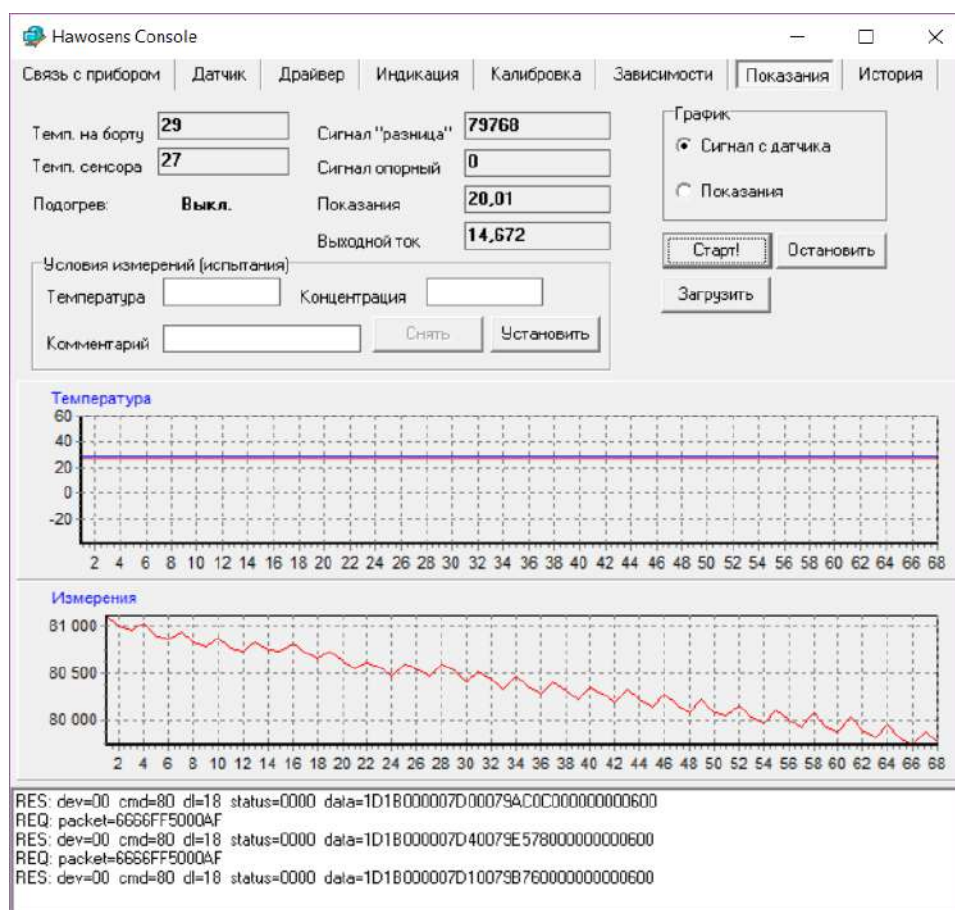 Hawosens Console
Связь с прибором Датчик Драйвер Индикация Калибровка Зависимости Показания История
Темп. на борту 29 Сигнал "разница" 79768 График
Темп. сенсора 27 Сигнал опорный 0 Сигнал с датчика
Подогрев: Выкл. Показания 20,01 Показания
Выходной ток 14,672 Старт! Остановить
Условия измерений (испытания)
Температура Концентрация Загрузить
Комментарий Снять Установить
Температура
60
40
20
0
-20
2 4 6 8 10 12 14 16 18 20 22 24 26 28 30 32 34 36 38 40 42 44 46 48 50 52 54 56 58 60 62 64 66 68
Измерения
81 000
80 500
80 000
2 4 6 8 10 12 14 16 18 20 22 24 26 28 30 32 34 36 38 40 42 44 46 48 50 52 54 56 58 60 62 64 66 68
RES: dev=00 cmd=80 dl=18 status=0000 data=1D1B000007D00079AC0C000000000600
REQ: packet=6666FF5000AF
RES: dev=00 cmd=80 dl=18 status=0000 data=1D1B000007D40079E578000000000600
REQ: packet=6666FF5000AF
RES: dev=00 cmd=80 dl=18 status=0000 data=1D1B000007D10079B760000000000600